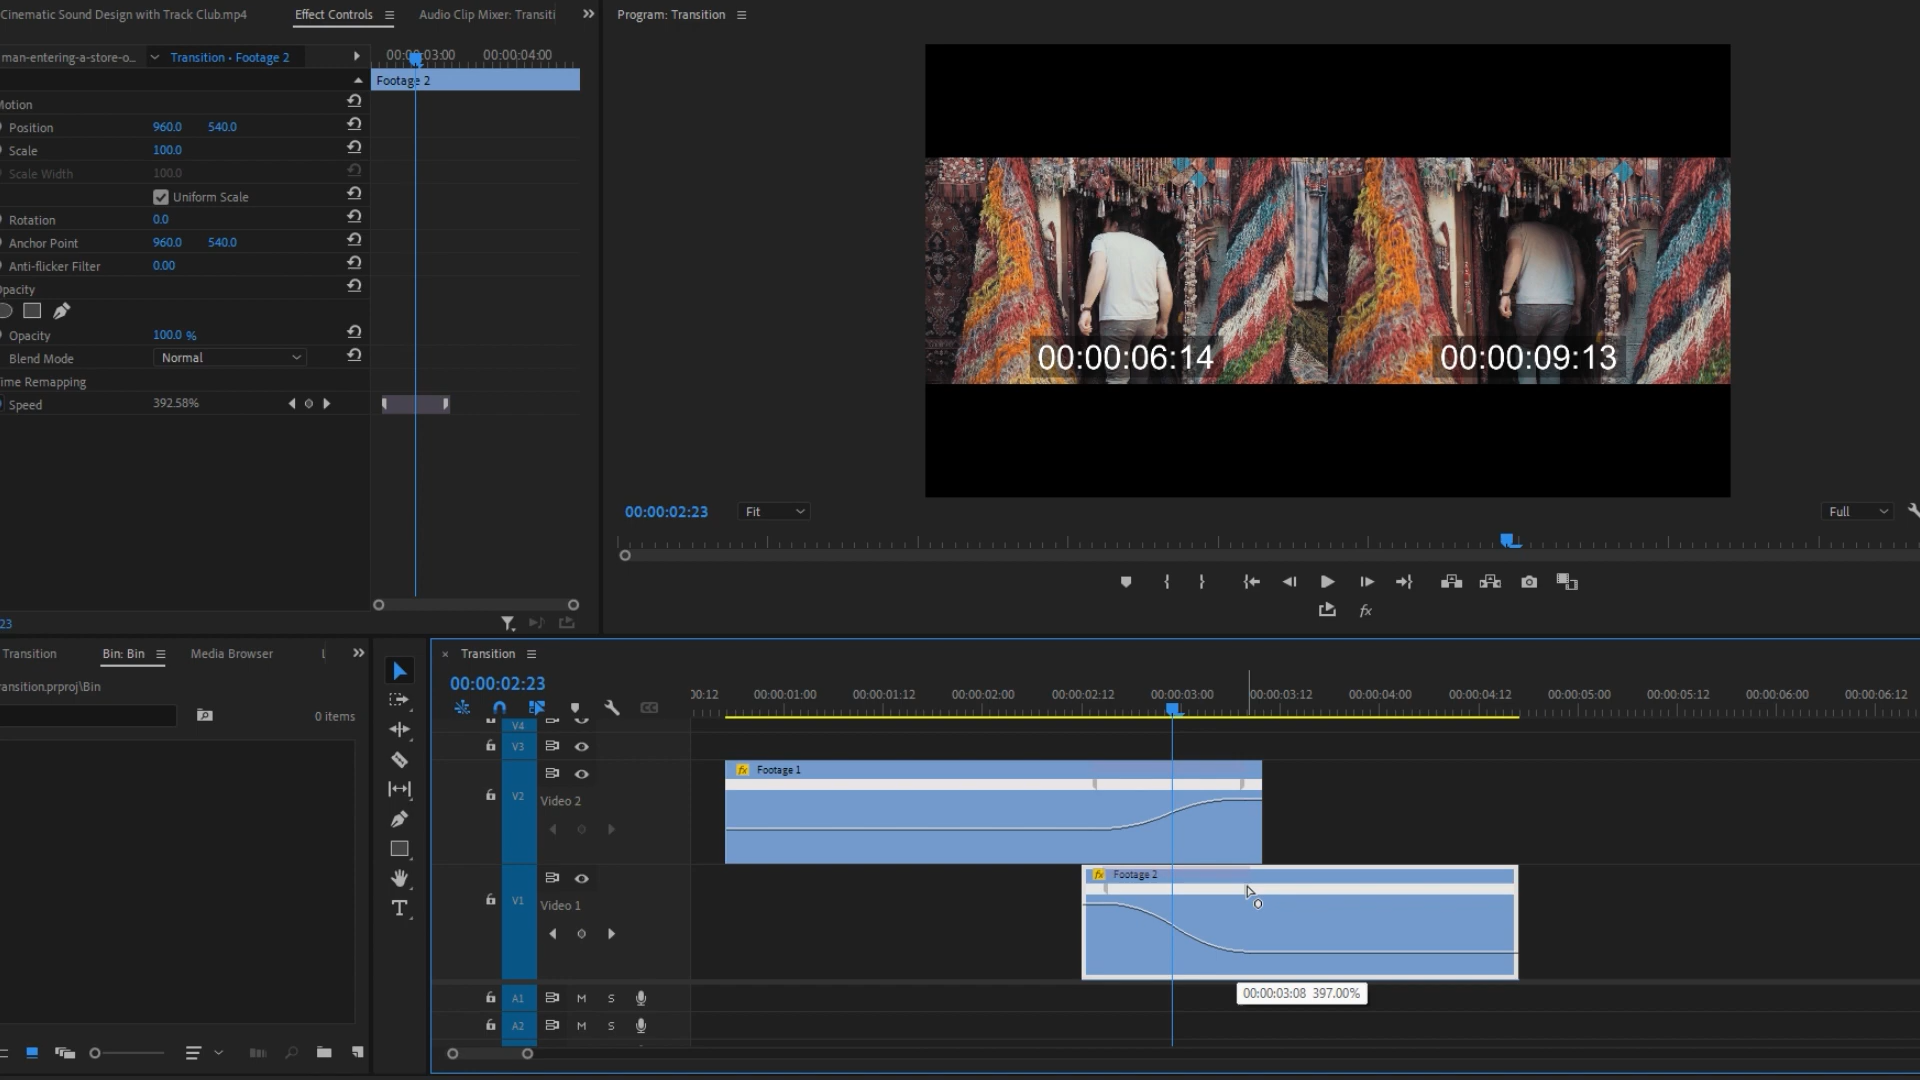 Cinematic Sound Design with Track Club.mp4
Effect Controls
Audio Clip Mixer: Transiti
Program: Transition
man-entering-a-store-o...
Transition • Footage 2
00:00:03:00
00:00:04:00
Footage 2
Motion
Position
960.0
540.0
Scale
100.0
Scale Width
100.0
Uniform Scale
Rotation
0.0
Anchor Point
960.0
540.0
Anti-flicker Filter
0.00
pacity
Opacity
100.0 %
Blend Mode
Normal
ime Remapping
Speed
392.58%
23
00:00:06:14
00:00:09:13
00:00:02:23
Fit
Full
fx
Transition
Bin: Bin
Media Browser
ansition.prproj\Bin
0 items
Transition
00:00:02:23
00:12
00:00:01:00
00:00:01:12
00:00:02:00
00:00:02:12
00:00:03:00
00:00:03:12
00:00:04:00
00:00:04:12
00:00:05:00
00:00:05:12
00:00:06:00
00:00:06:12
V4
V3
fx
Footage 1
V2
Video 2
fx
Footage 2
V1
Video 1
00:00:03:08 397.00%
A1
M
S
A2
M
S